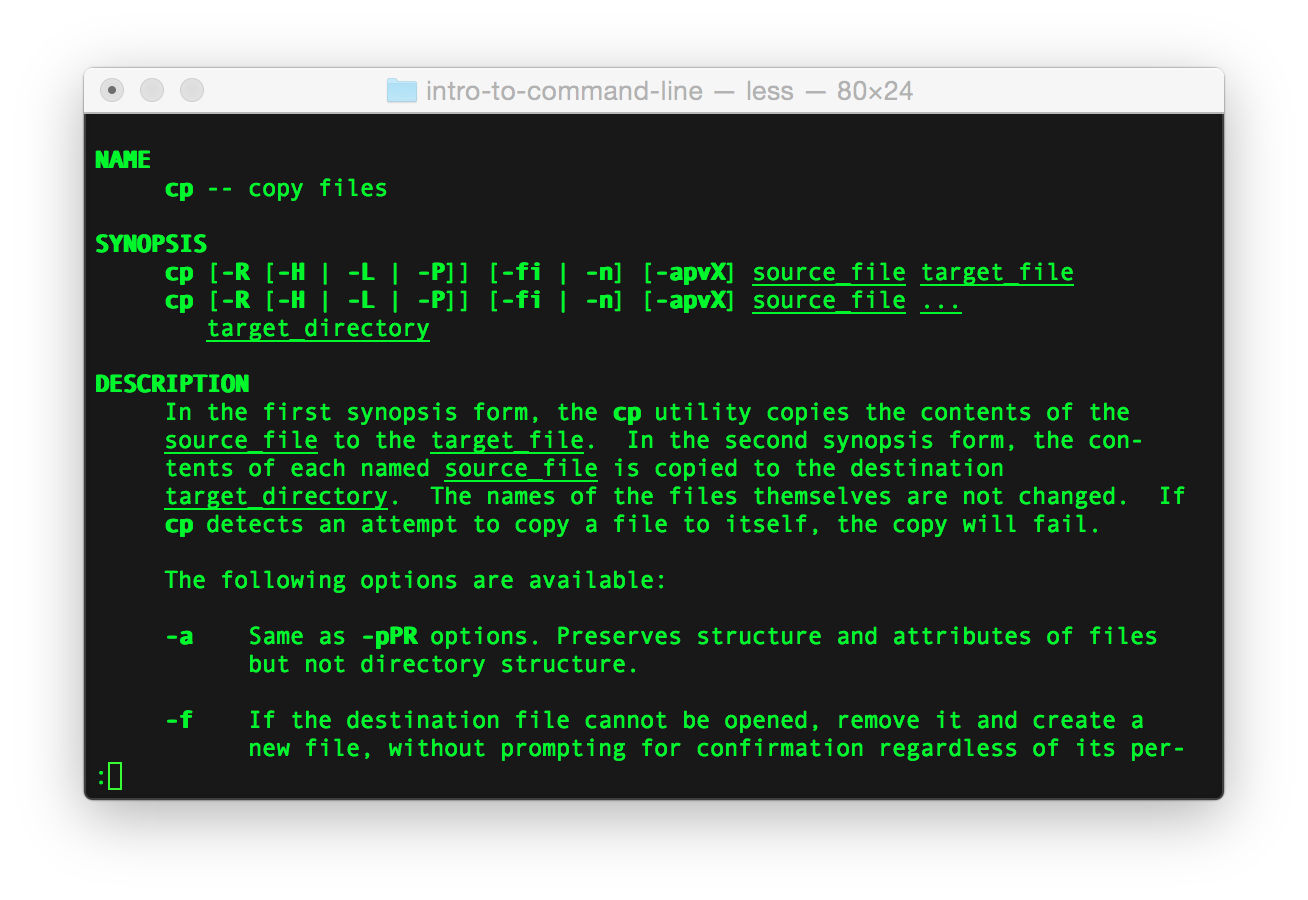 intro-to-command-line — less — 80×24
NAME
cp -- copy files
SYNOPSIS
cp [-R [-H | -L | -P]] [-fi | -n] [-apvX] source_file target_file
cp [-R [-H | -L | -P]] [-fi | -n] [-apvX] source_file ...
target_directory
DESCRIPTION
In the first synopsis form, the cp utility copies the contents of the
source_file to the target_file.  In the second synopsis form, the con-
tents of each named source_file is copied to the destination
target_directory.  The names of the files themselves are not changed.  If
cp detects an attempt to copy a file to itself, the copy will fail.
The following options are available:
-a    Same as -pPR options. Preserves structure and attributes of files
but not directory structure.
-f    If the destination file cannot be opened, remove it and create a
new file, without prompting for confirmation regardless of its per-
: